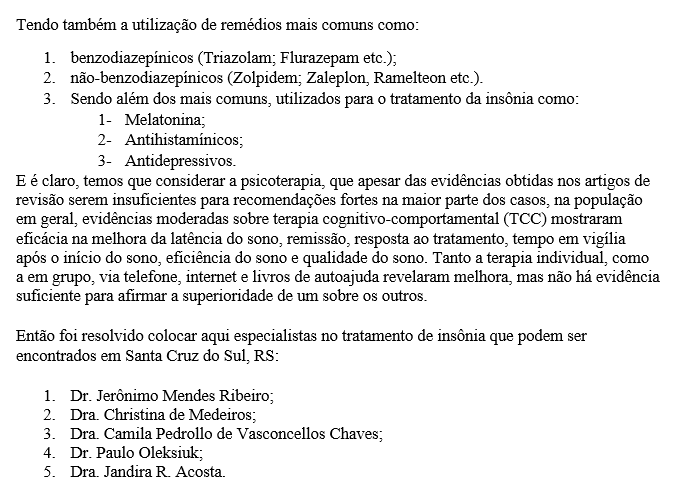 Tendo também a utilização de remédios mais comuns como:
1. benzodiazepínicos (Triazolam; Flurazepam etc.);
2. não-benzodiazepínicos (Zolpidem; Zaleplon, Ramelteon etc.).
3. Sendo além dos mais comuns, utilizados para o tratamento da insônia como:
1- Melatonina;
2- Antihistamínicos;
3- Antidepressivos.
E é claro, temos que considerar a psicoterapia, que apesar das evidências obtidas nos artigos de
revisão serem insuficientes para recomendações fortes na maior parte dos casos, na população
em geral, evidências moderadas sobre terapia cognitivo-comportamental (TCC) mostraram
eficácia na melhora da latência do sono, remissão, resposta ao tratamento, tempo em vigília
após o início do sono, eficiência do sono e qualidade do sono. Tanto a terapia individual, como
a em grupo, via telefone, internet e livros de autoajuda revelaram melhora, mas não há evidência
suficiente para afirmar a superioridade de um sobre os outros.
Então foi resolvido colocar aqui especialistas no tratamento de insônia que podem ser
encontrados em Santa Cruz do Sul, RS:
1. Dr. Jerônimo Mendes Ribeiro;
2. Dra. Christina de Medeiros;
3. Dra. Camila Pedrollo de Vasconcellos Chaves;
4. Dr. Paulo Oleksiuk;
5. Dra. Jandira R. Acosta.